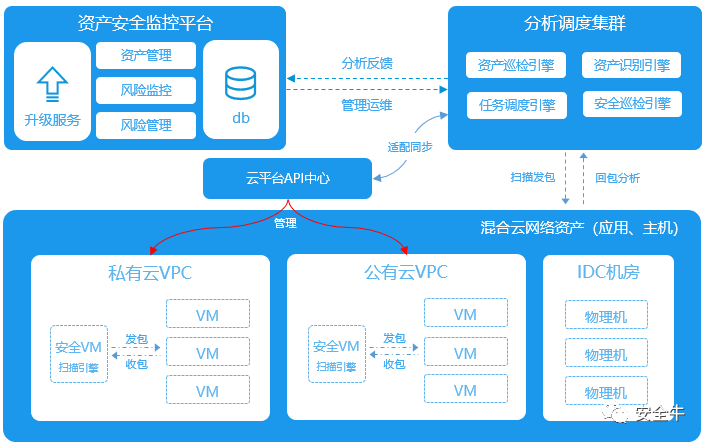 资产安全监控平台
升级服务
资产管理
风险监控
风险管理
db
分析反馈
管理运维
分析调度集群
资产巡检引擎
资产识别引擎
任务调度引擎
安全巡检引擎
适配同步
云平台API中心
扫描发包
回包分析
管理
混合云网络资产（应用、主机）
私有云VPC
安全VM
扫描引擎
发包
收包
VM
VM
VM
公有云VPC
安全VM
扫描引擎
发包
收包
VM
VM
VM
IDC机房
物理机
物理机
物理机
安全牛